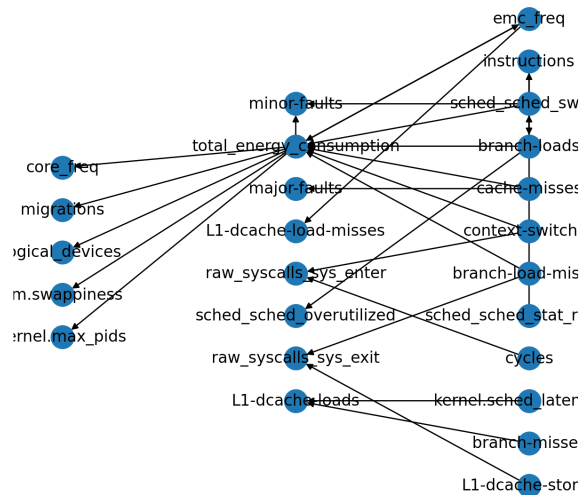 emc_freq
instructions
minor-faults
sched_sched_sw
total_energy_consumption
branch-loads
core_freq
major-faults
cache-misses
migrations
L1-dcache-load-misses
context-switch
ogical_devices
raw_syscalls_sys_enter
branch-load-mis
m.swappiness
sched_sched_overutilized
sched_sched_stat_r
ernel.max_pids
raw_syscalls_sys_exit
cycles
L1-dcache-loads
kernel.sched_laten
branch-misse
L1-dcache-stor